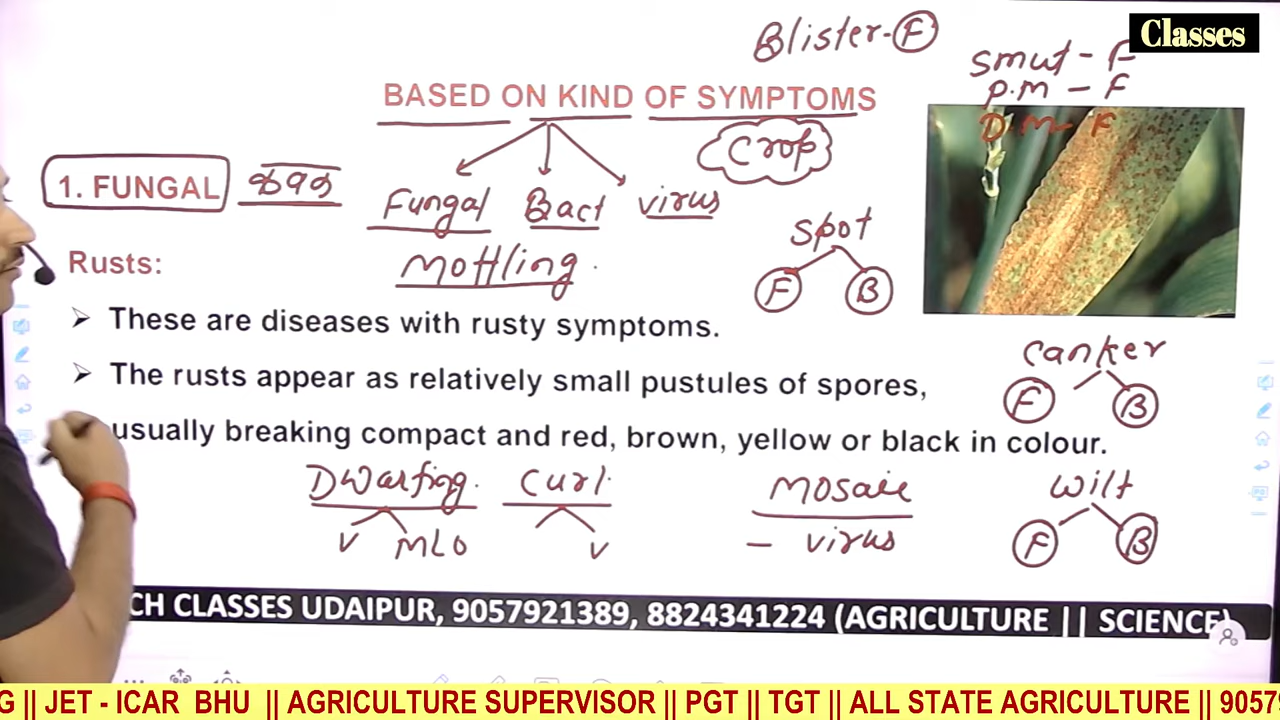 Blister-Ⓕ
Classes
Smut - F
P.M - F
D.M - F
BASED ON KIND OF SYMPTOMS
Crop
1. FUNGAL कवक
Fungal Bact virus
Spot
F B
Rusts:
Mottling.
➢ These are diseases with rusty symptoms.
Canker
F B
➢ The rusts appear as relatively small pustules of spores,
usually breaking compact and red, brown, yellow or black in colour.
Dwarfing. Curl. Mosaic Wilt
V MLO V - virus F B
CH CLASSES UDAIPUR, 9057921389, 8824341224 (AGRICULTURE || SCIENCE)
G || JET - ICAR BHU || AGRICULTURE SUPERVISOR || PGT || TGT || ALL STATE AGRICULTURE || 9057